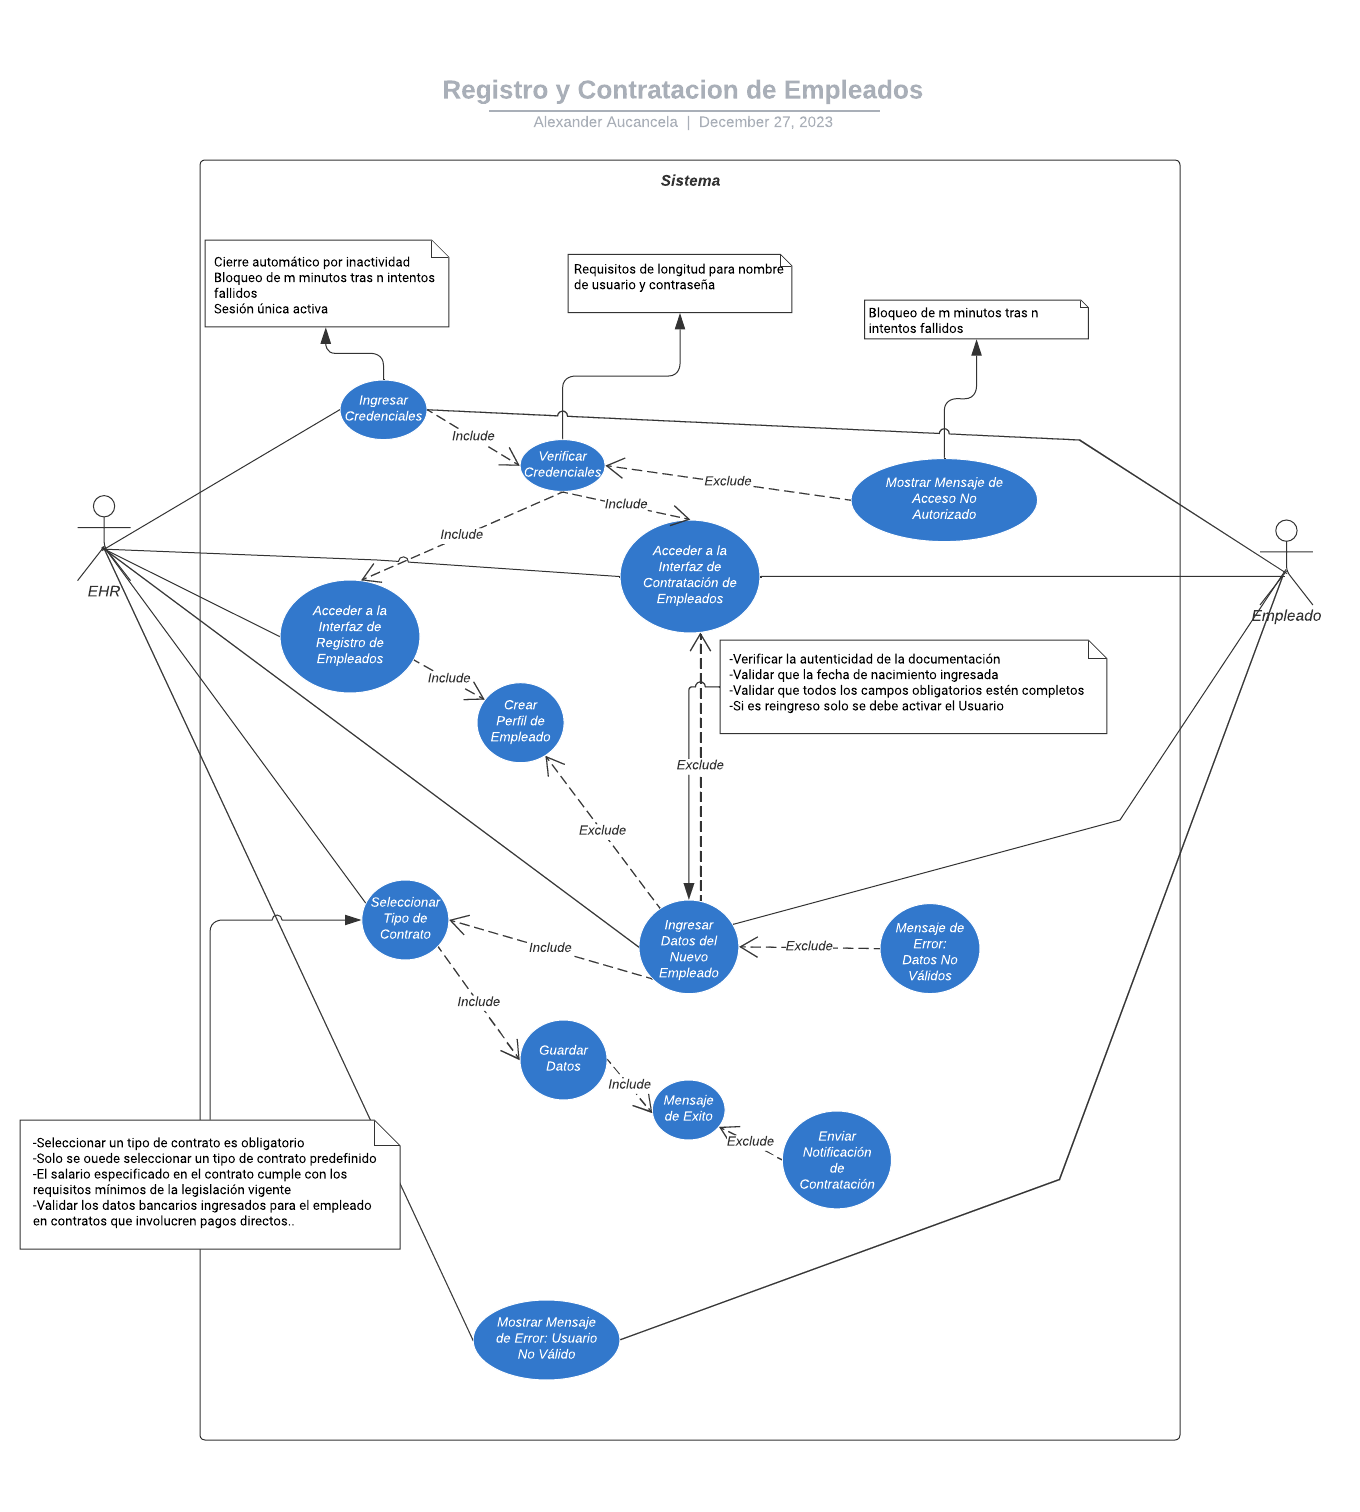 Registro y Contratacion de Empleados
Alexander Aucancela | December 27, 2023
Sistema
Cierre automático por inactividad
Bloqueo de m minutos tras n intentos
fallidos
Sesión única activa
Requisitos de longitud para nombre
de usuario y contraseña
Bloqueo de m minutos tras n
intentos fallidos
Ingresar
Credenciales
Include
Verificar
Credenciales
Exclude
Mostrar Mensaje de
Acceso No
Autorizado
Include
Include
EHR
Empleado
Acceder a la
Interfaz de
Contratación de
Empleados
Acceder a la
Interfaz de
Registro de
Empleados
Include
-Verificar la autenticidad de la documentación
-Validar que la fecha de nacimiento ingresada
-Validar que todos los campos obligatorios estén completos
-Si es reingreso solo se debe activar el Usuario
Crear
Perfil de
Empleado
Exclude
Exclude
Seleccionar
Tipo de
Contrato
Include
Ingresar
Datos del
Nuevo
Empleado
Exclude
Mensaje de
Error:
Datos No
Válidos
Include
Guardar
Datos
Include
Mensaje
de Exito
Exclude
Enviar
Notificación
de
Contratación
-Seleccionar un tipo de contrato es obligatorio
-Solo se ouede seleccionar un tipo de contrato predefinido
-El salario especificado en el contrato cumple con los
requisitos mínimos de la legislación vigente
-Validar los datos bancarios ingresados para el empleado
en contratos que involucren pagos directos..
Mostrar Mensaje
de Error: Usuario
No Válido